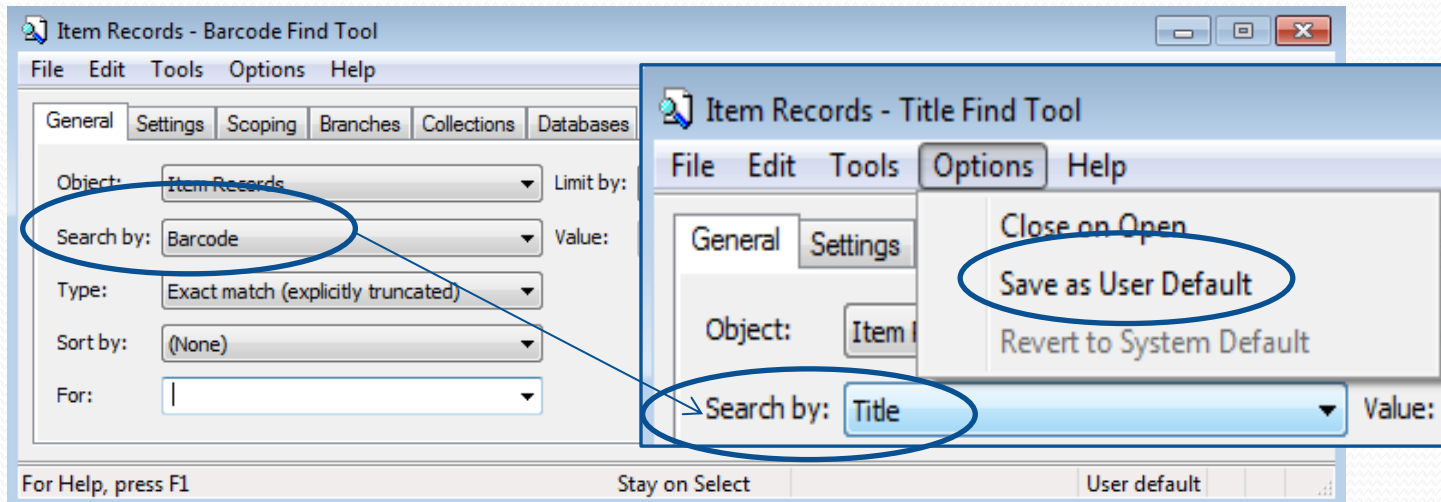 Item Records - Barcode Find Tool
File Edit Tools Options Help
General Settings Scoping Branches Collections Databases
Object: Item Records Limit by:
Search by: Barcode Value:
Type: Exact match (explicitly truncated)
Sort by: (None)
For:
For Help, press F1 Stay on Select User default
Item Records - Title Find Tool
File Edit Tools Options Help
General Settings
Close on Open
Save as User Default
Revert to System Default
Object: Item
Search by: Title Value: